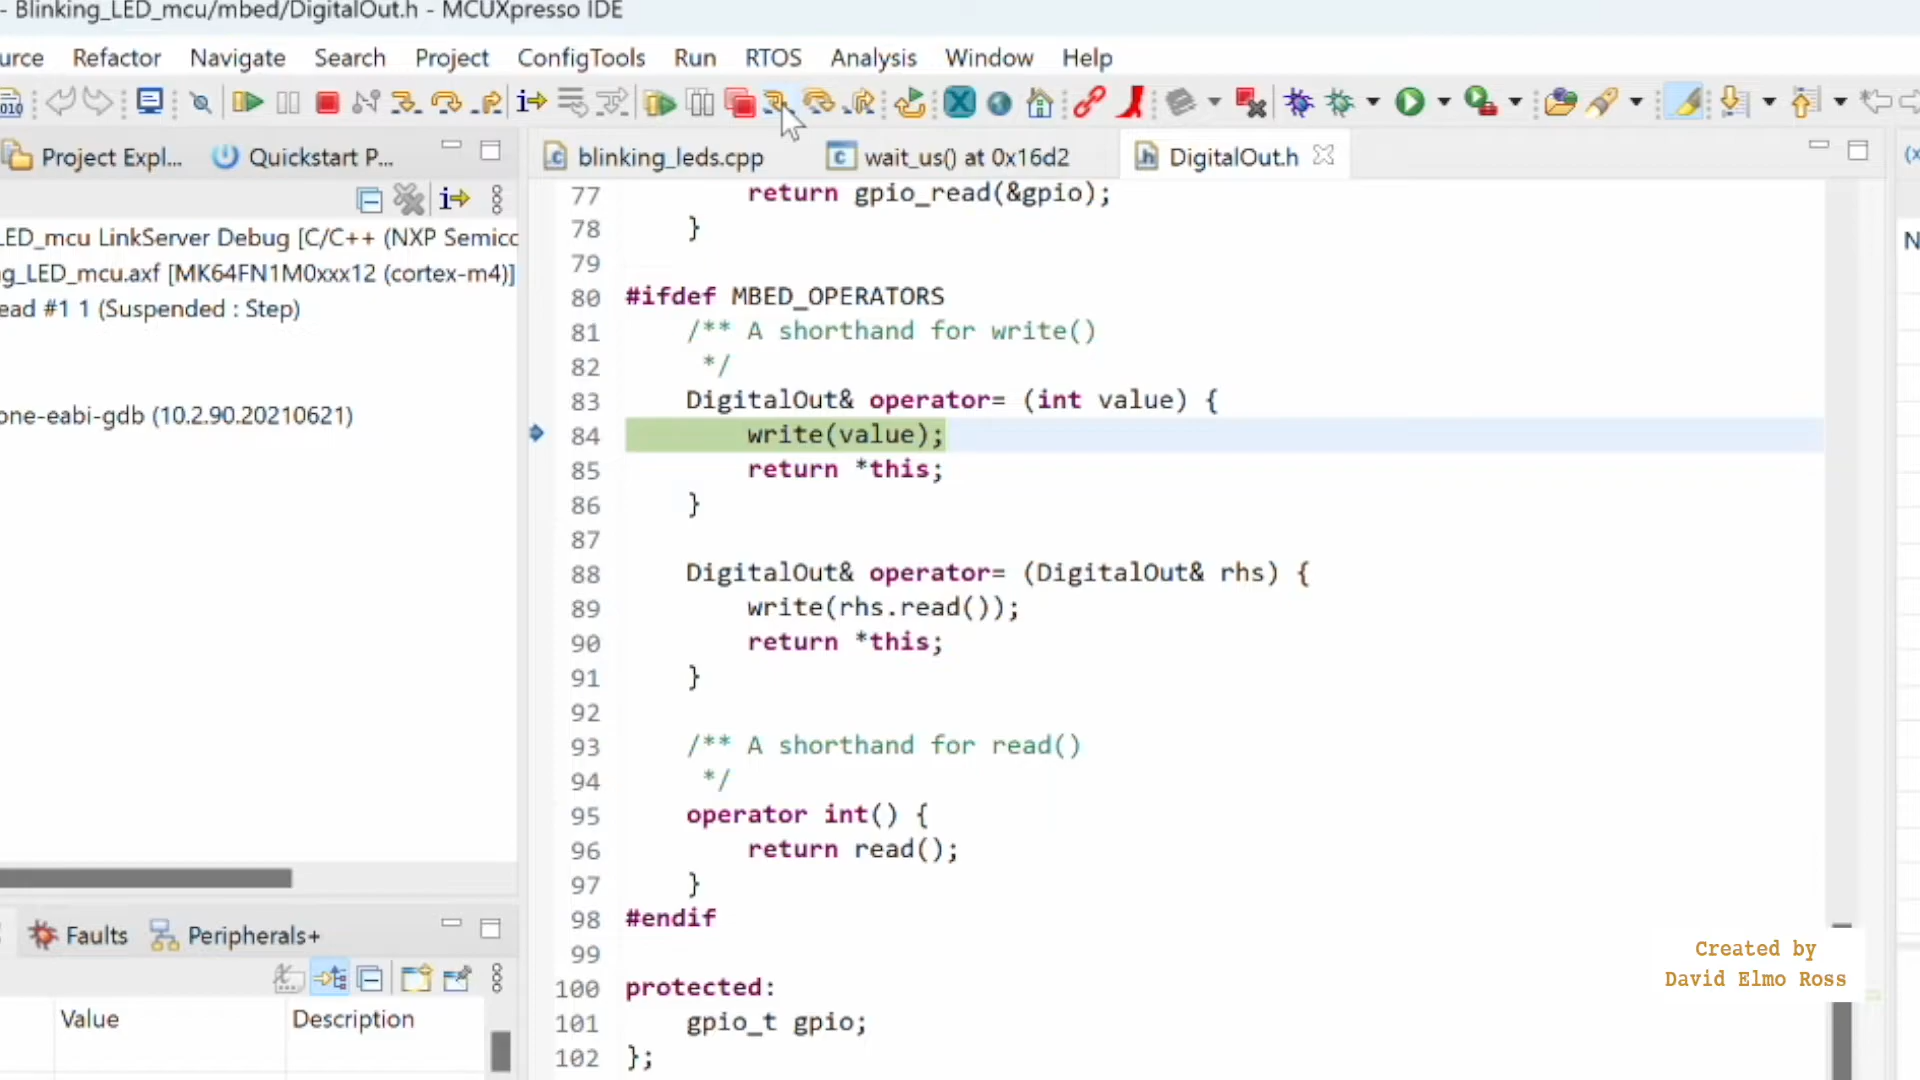 - Blinking_LED_mcu/mbed/DigitalOut.h - MCUXpresso IDE
urce Refactor Navigate Search Project ConfigTools Run RTOS Analysis Window Help
010
Project Expl... Quickstart P...
blinking_leds.cpp wait_us() at 0x16d2 DigitalOut.h
LED_mcu LinkServer Debug [C/C++ (NXP Semicc
ng_LED_mcu.axf [MK64FN1M0xxx12 (cortex-m4)]
ead #1 1 (Suspended : Step)
one-eabi-gdb (10.2.90.20210621)
77 return gpio_read(&gpio);
78 }
79
80 #ifdef MBED_OPERATORS
81 /** A shorthand for write()
82 */
83 DigitalOut& operator= (int value) {
84 write(value);
85 return *this;
86 }
87
88 DigitalOut& operator= (DigitalOut& rhs) {
89 write(rhs.read());
90 return *this;
91 }
92
93 /** A shorthand for read()
94 */
95 operator int() {
96 return read();
97 }
98 #endif
99
100 protected:
101 gpio_t gpio;
102 };
Faults Peripherals+
Value Description
Created by
David Elmo Ross